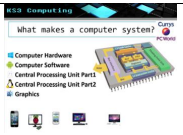 KS3 Computing
What makes a computer system?
Currys
PC World
Computer Hardware
Computer Software
Central Processing Unit Part1
Central Processing Unit Part2
Graphics